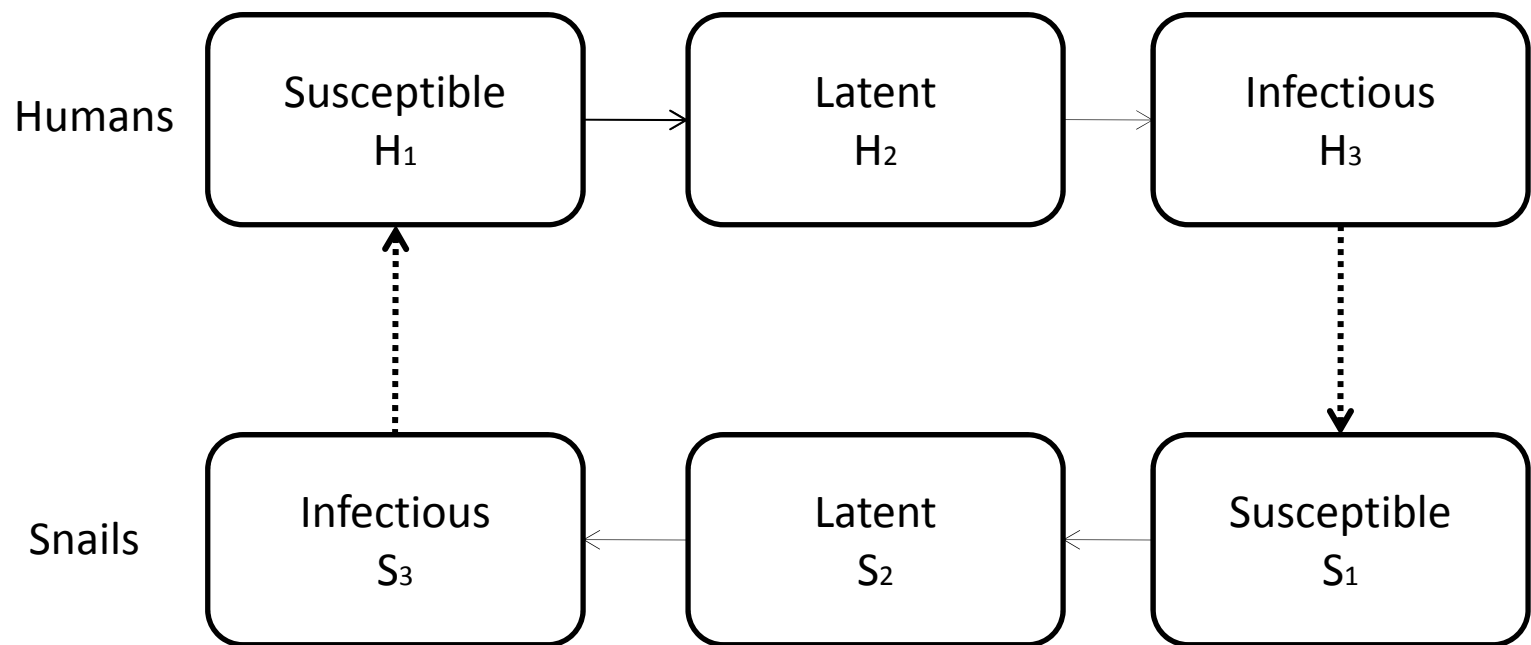 Humans
Susceptible
H1
Latent
H2
Infectious
H3
Snails
Infectious
S3
Latent
S2
Susceptible
S1